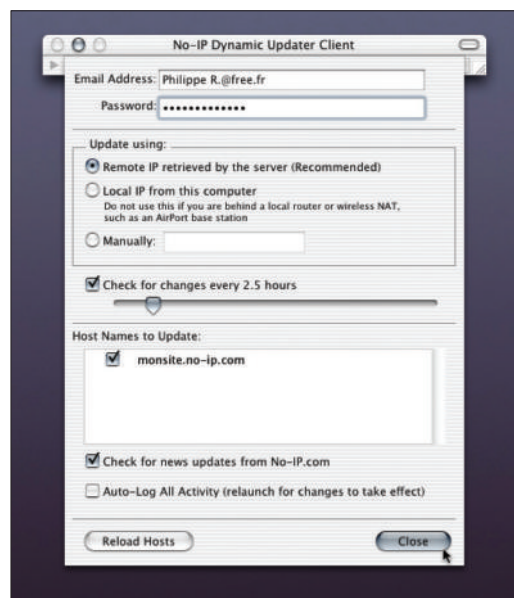 No-IP Dynamic Updater Client
Email Address: Philippe R.@free.fr
Password: •••••••••••••
Update using:
Remote IP retrieved by the server (Recommended)
Local IP from this computer
Do not use this if you are behind a local router or wireless NAT,
such as an AirPort base station
Manually:
Check for changes every 2.5 hours
Host Names to Update:
monsite.no-ip.com
Check for news updates from No-IP.com
Auto-Log All Activity (relaunch for changes to take effect)
Reload Hosts
Close